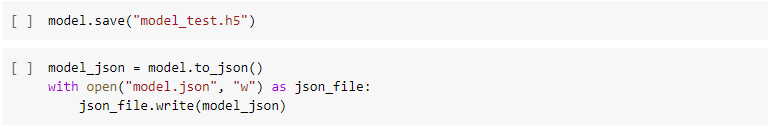 [ ] model.save("model_test.h5")
[ ] model_json = model.to_json()
with open("model.json", "w") as json_file:
    json_file.write(model_json)